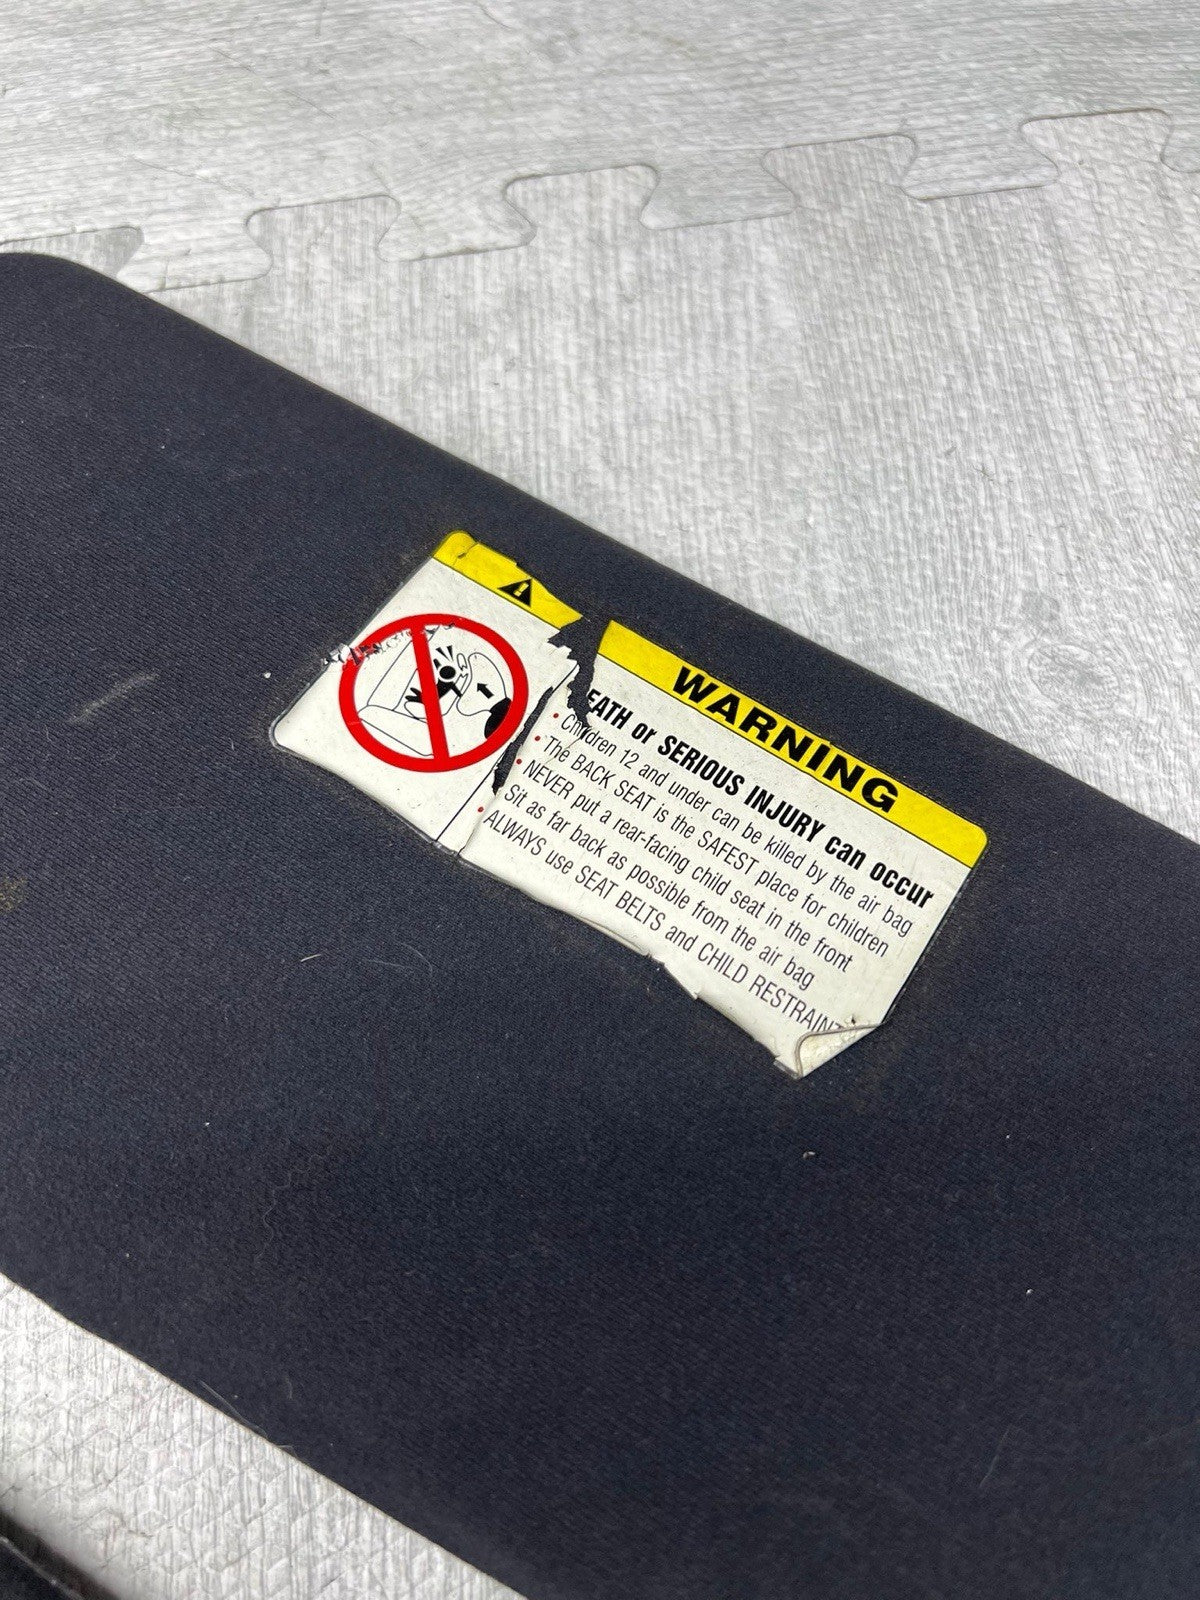 WARNING
EATH or SERIOUS INJURY can occur
• Children 12 and under can be killed by the air bag
• The BACK SEAT is the SAFEST place for children
• NEVER put a rear-facing child seat in the front
Sit as far back as possible from the air bag
• ALWAYS use SEAT BELTS and CHILD RESTRAINT